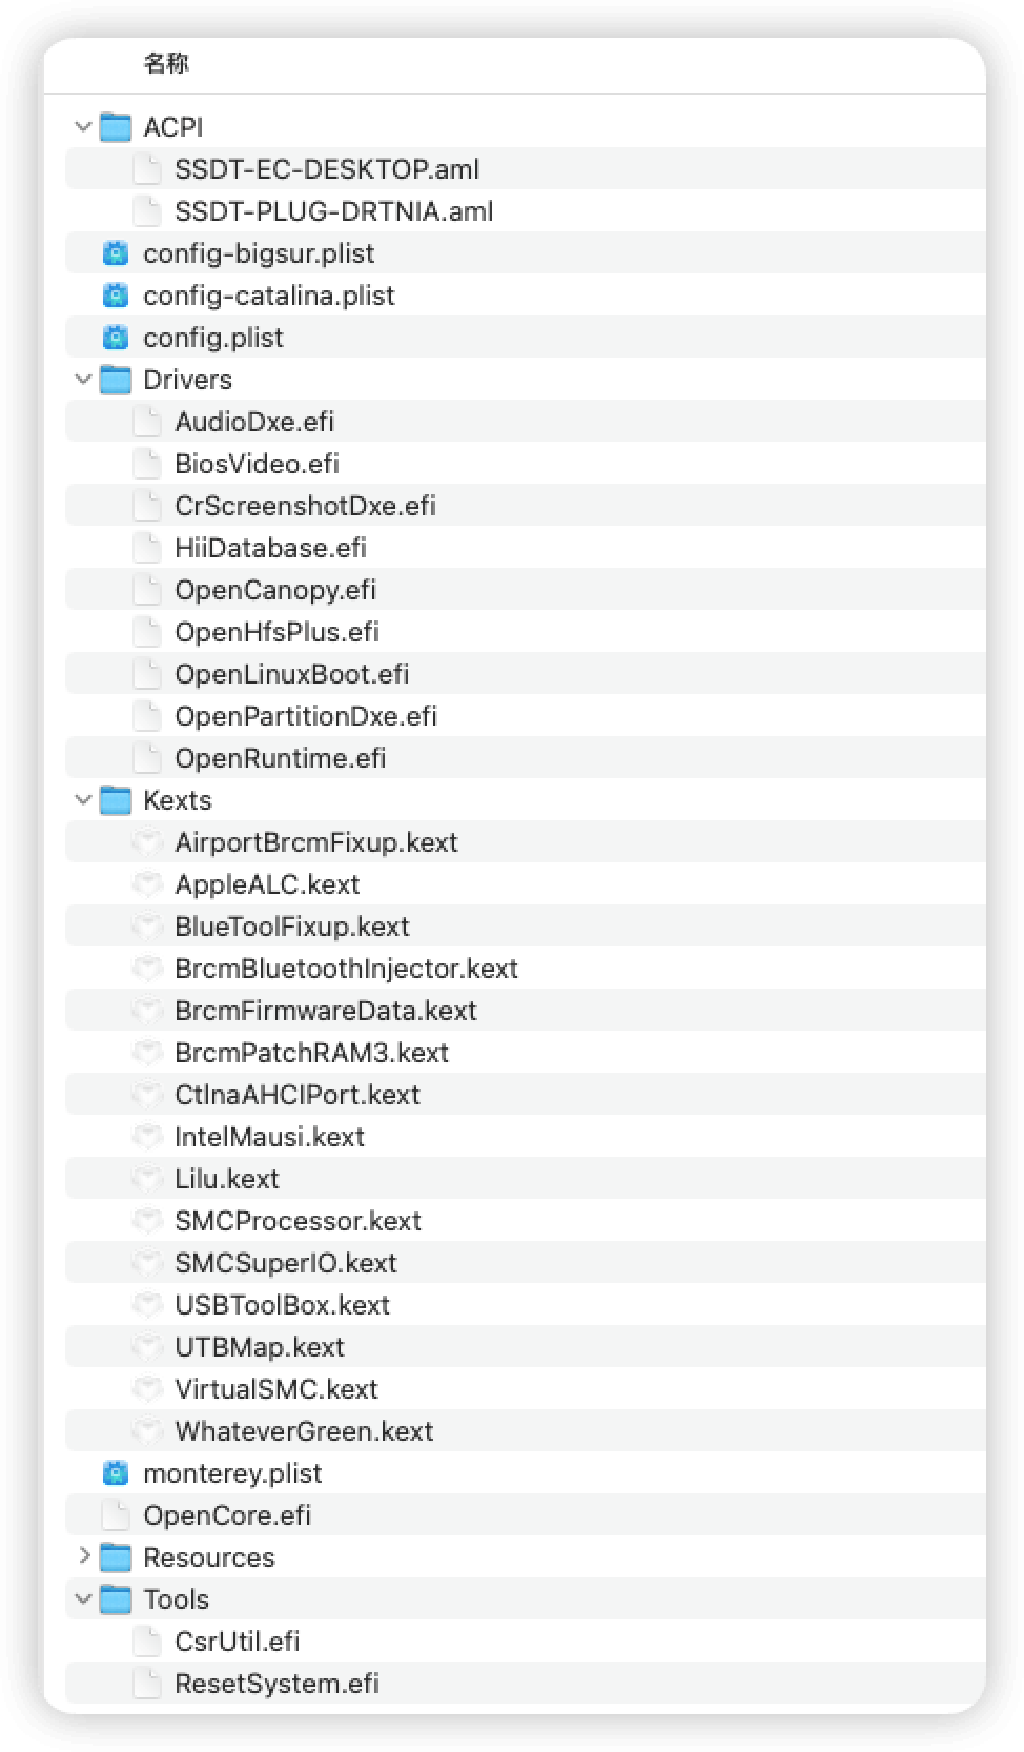 名称
ACPI
SSDT-EC-DESKTOP.aml
SSDT-PLUG-DRTNIA.aml
config-bigsur.plist
config-catalina.plist
config.plist
Drivers
AudioDxe.efi
BiosVideo.efi
CrScreenshotDxe.efi
HiiDatabase.efi
OpenCanopy.efi
OpenHfsPlus.efi
OpenLinuxBoot.efi
OpenPartitionDxe.efi
OpenRuntime.efi
Kexts
AirportBrcmFixup.kext
AppleALC.kext
BlueToolFixup.kext
BrcmBluetoothInjector.kext
BrcmFirmwareData.kext
BrcmPatchRAM3.kext
CtlnaAHCIPort.kext
IntelMausi.kext
Lilu.kext
SMCProcessor.kext
SMCSuperIO.kext
USBToolBox.kext
UTBMap.kext
VirtualSMC.kext
WhateverGreen.kext
monterey.plist
OpenCore.efi
Resources
Tools
CsrUtil.efi
ResetSystem.efi